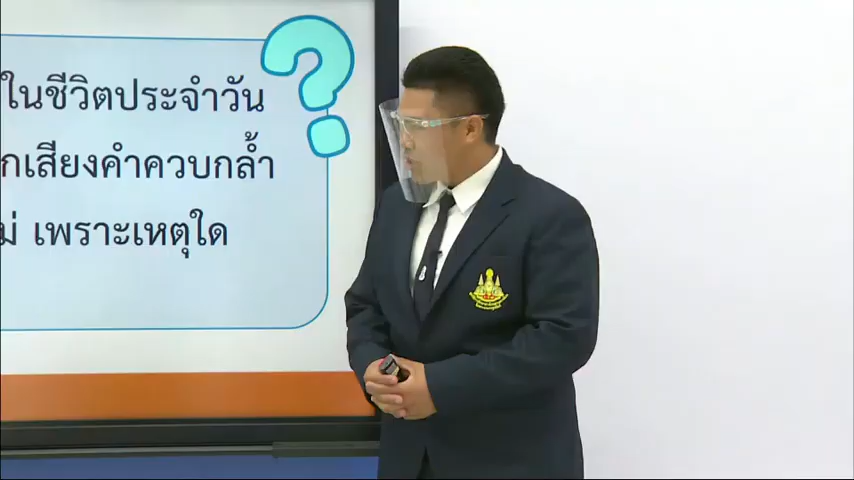 ในชีวิตประจำวัน
กเสียงคำควบกล้ำ
ม่ เพราะเหตุใด